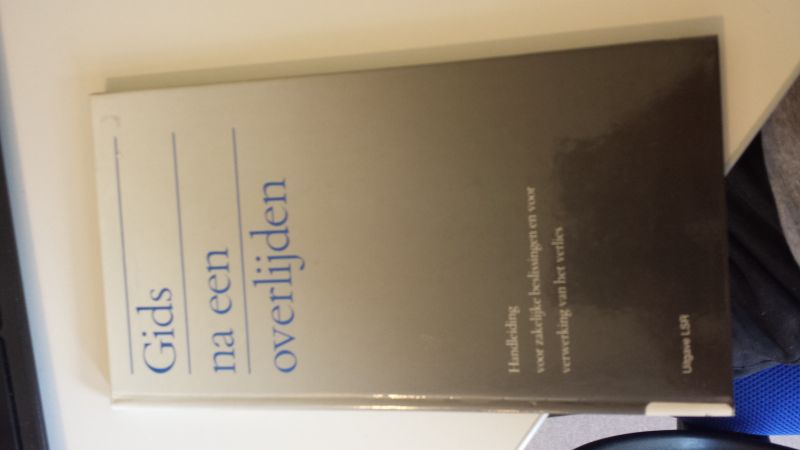 Gids
na een
overlijden
Handleiding
voor zakelijke beslissingen en voor
verwerking van het verlies
Uitgave LSR